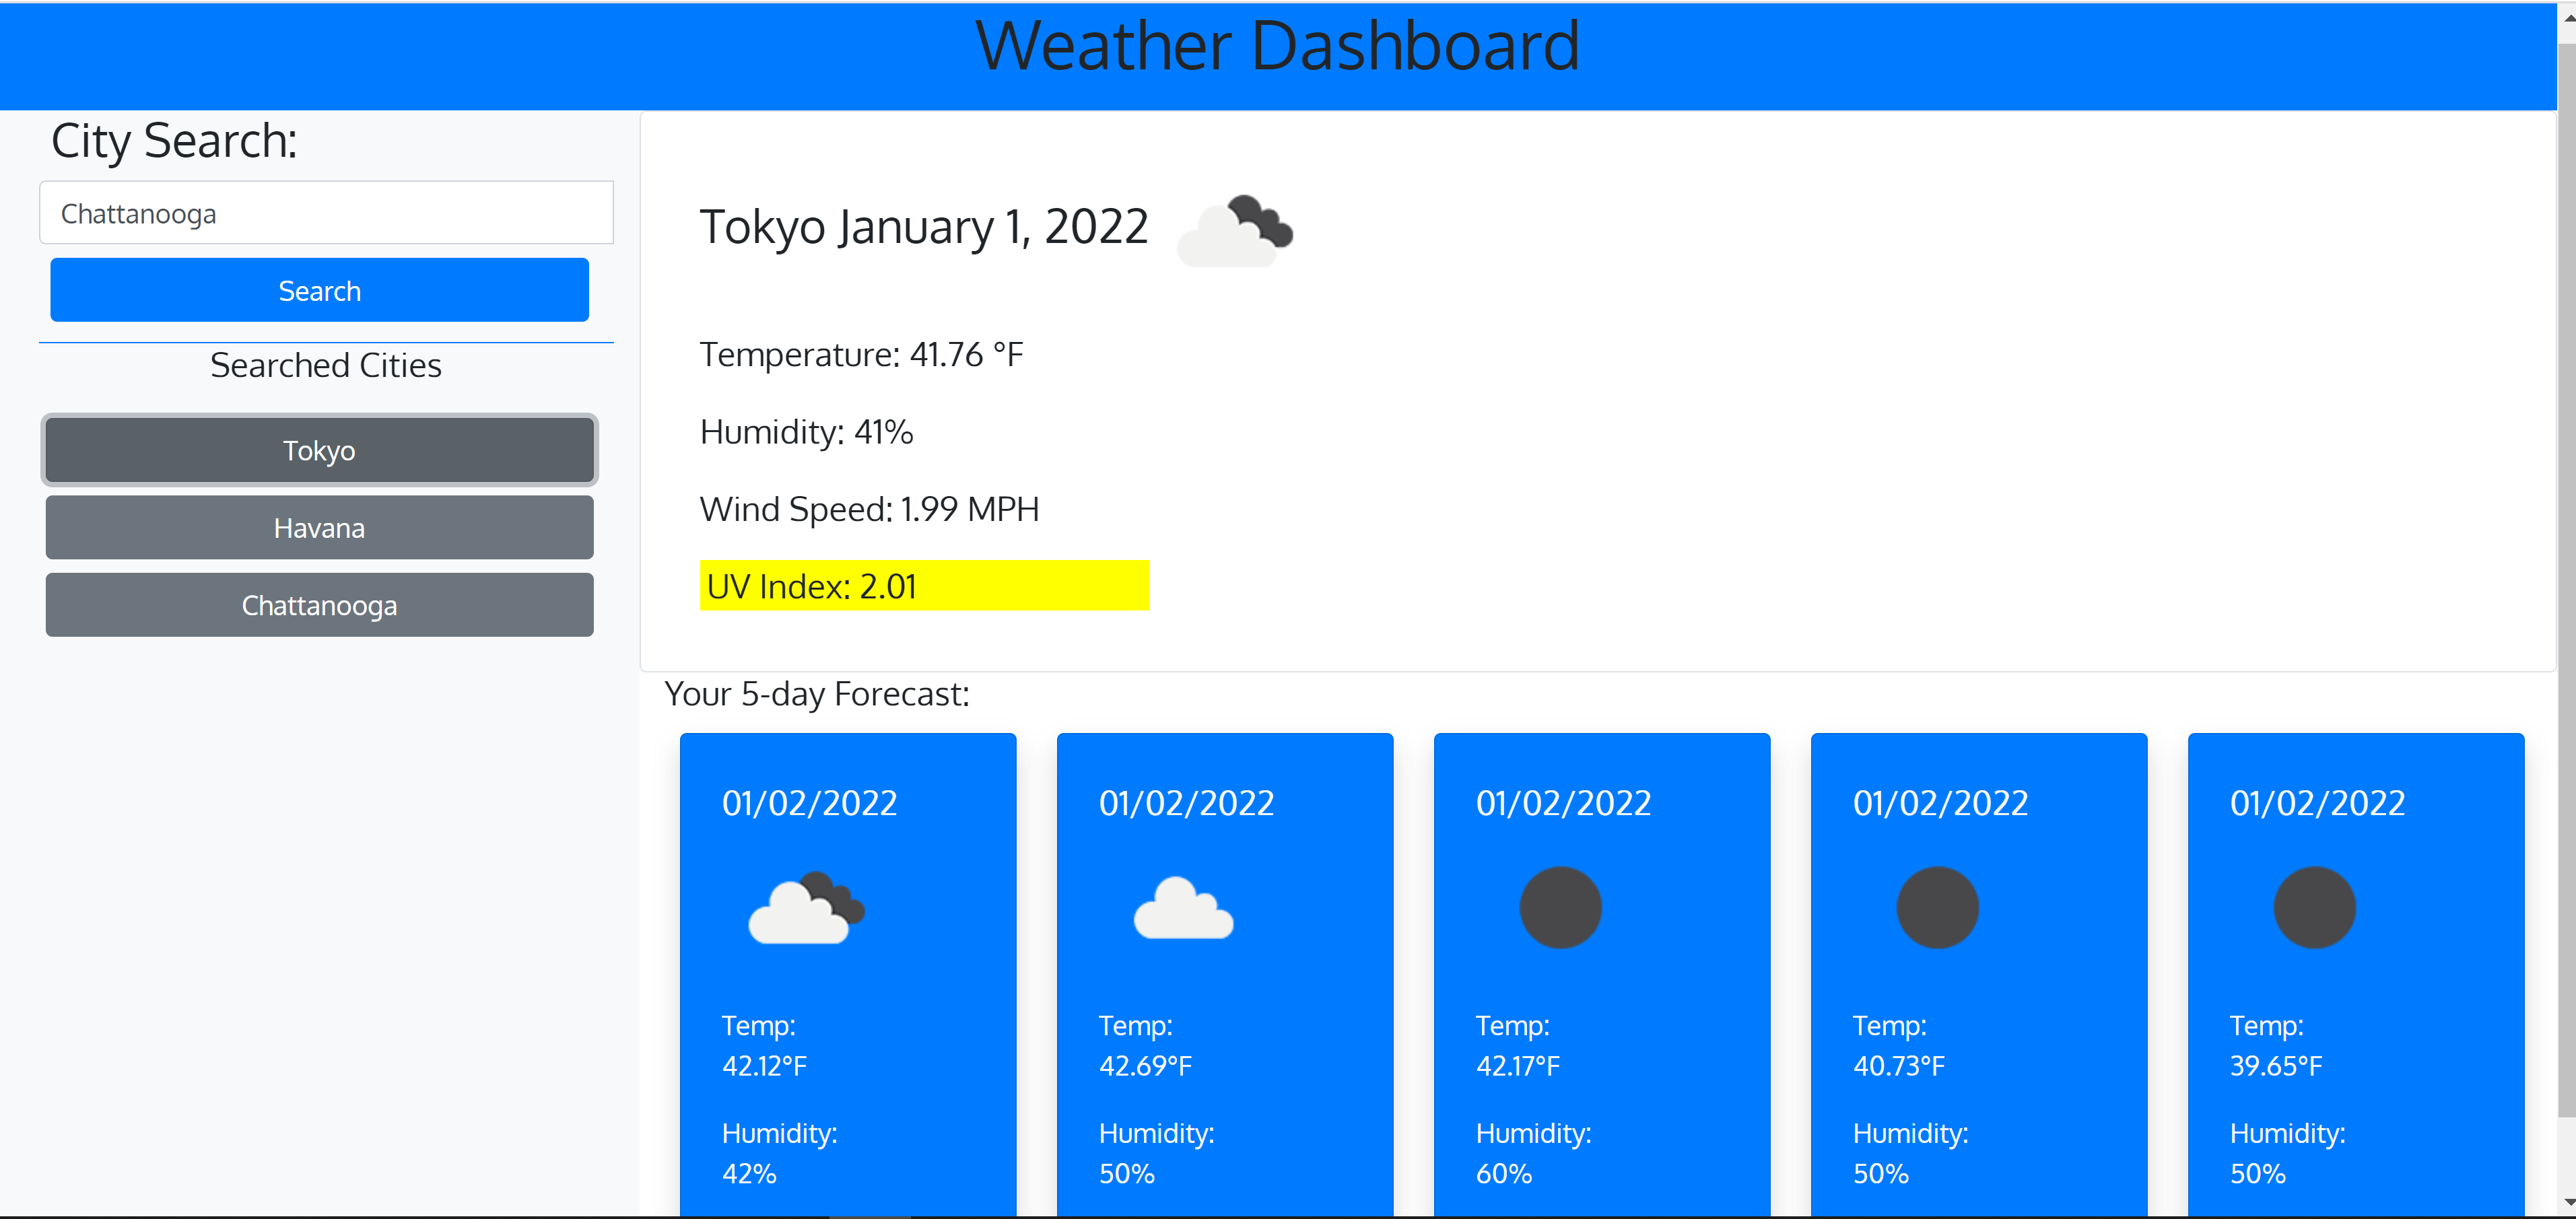 Weather Dashboard
City Search:
Chattanooga
Search
Searched Cities
Tokyo
Havana
Chattanooga
Tokyo January 1, 2022
Temperature: 41.76 °F
Humidity: 41%
Wind Speed: 1.99 MPH
UV Index: 2.01
Your 5-day Forecast:
01/02/2022
Temp:
42.12°F
Humidity:
42%
01/02/2022
Temp:
42.69°F
Humidity:
50%
01/02/2022
Temp:
42.17°F
Humidity:
60%
01/02/2022
Temp:
40.73°F
Humidity:
50%
01/02/2022
Temp:
39.65°F
Humidity:
50%